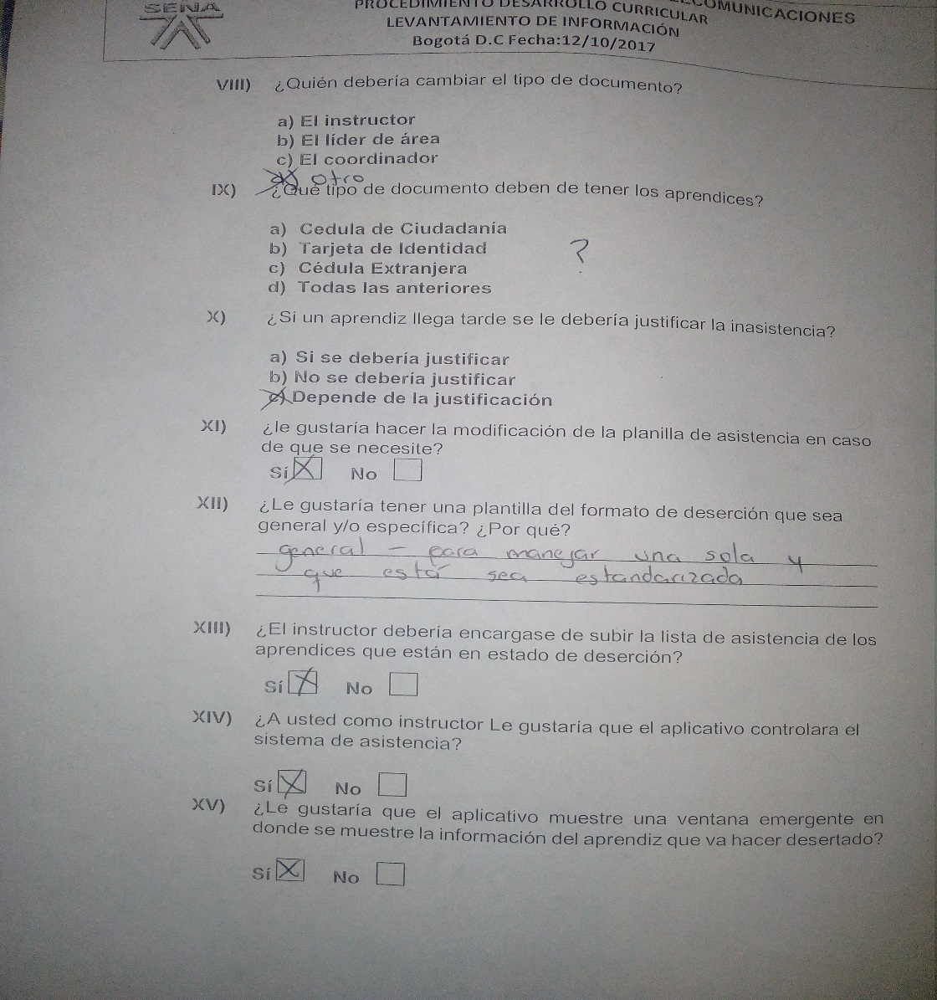 SENA
COMUNICACIONES
PROCEDIMIENTO DESARROLLO CURRICULAR
LEVANTAMIENTO DE INFORMACIÓN
Bogotá D.C Fecha:12/10/2017
VIII) ¿Quién debería cambiar el tipo de documento?
a) El instructor
b) El líder de área
c) El coordinador
d) otro
IX) ¿Qué tipo de documento deben de tener los aprendices?
a) Cedula de Ciudadanía
b) Tarjeta de Identidad
?
c) Cédula Extranjera
d) Todas las anteriores
X) ¿Si un aprendiz llega tarde se le debería justificar la inasistencia?
a) Si se debería justificar
b) No se debería justificar
c) Depende de la justificación
XI) ¿le gustaría hacer la modificación de la planilla de asistencia en caso
de que se necesite?
Sí X No
XII) ¿Le gustaría tener una plantilla del formato de deserción que sea
general y/o específica? ¿Por qué?
general - para manejar una sola y
que está sea estandarizada
XIII) ¿El instructor debería encargase de subir la lista de asistencia de los
aprendices que están en estado de deserción?
Sí X No
XIV) ¿A usted como instructor Le gustaría que el aplicativo controlara el
sistema de asistencia?
Sí X No
XV) ¿Le gustaría que el aplicativo muestre una ventana emergente en
donde se muestre la información del aprendiz que va hacer desertado?
Sí X No